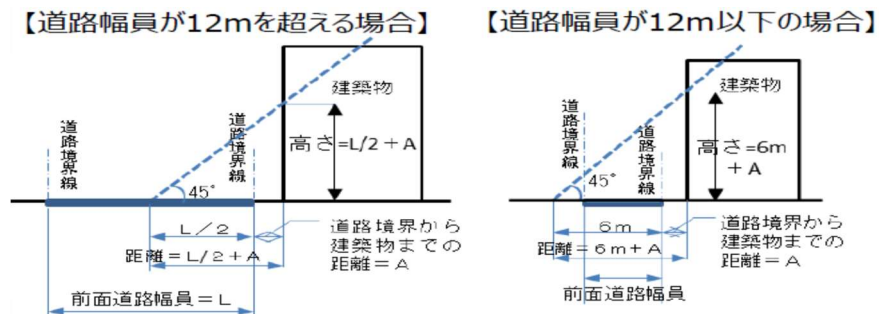 【道路幅員が12mを超える場合】
建築物
道路境界線
道路境界線
高さ=L/2+A
45°
L/2
道路境界から
建築物までの
距離=A
距離=L/2+A
前面道路幅員=L
【道路幅員が12m以下の場合】
建築物
道路境界線
道路境界線
高さ=6m
+A
45°
6m
道路境界から
建築物までの
距離=A
距離=6m+A
前面道路幅員